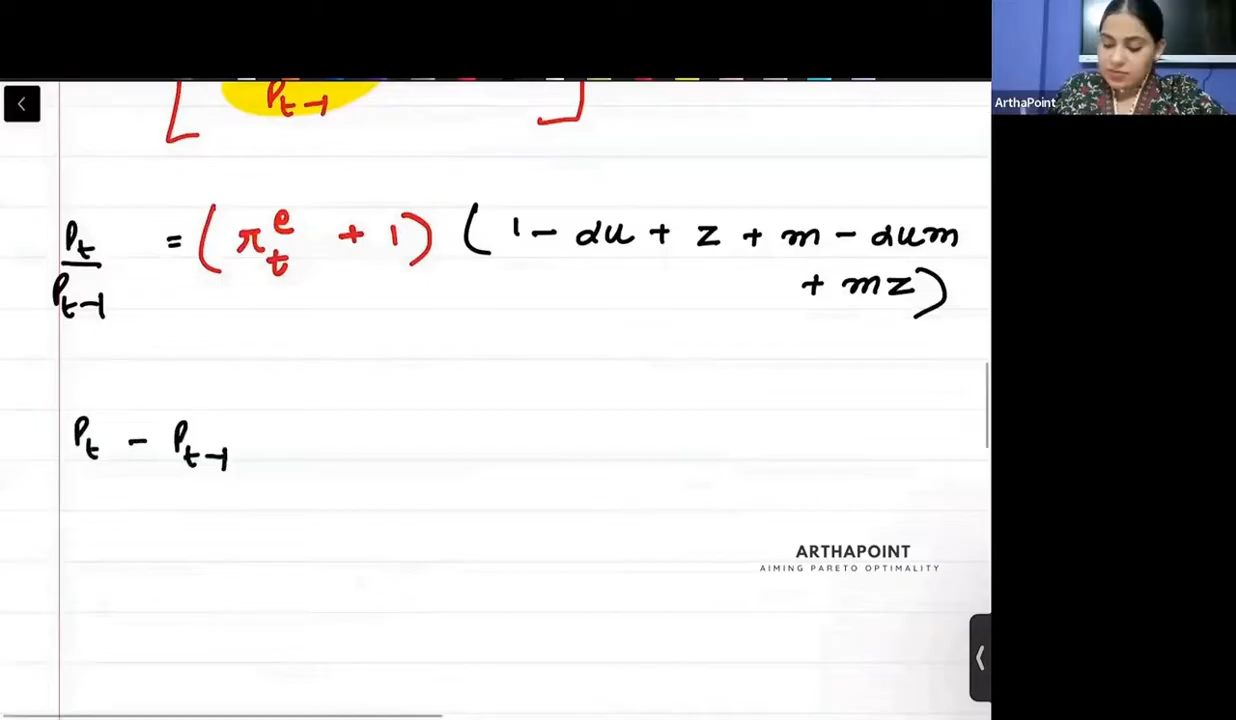 P_{t-1}
ArthaPoint
P_t / P_{t-1} = (π_t^e + 1) (1 - αu + z + m - αum
+ mz)
P_t - P_{t-1}
ARTHAPOINT
AIMING PARETO OPTIMALITY